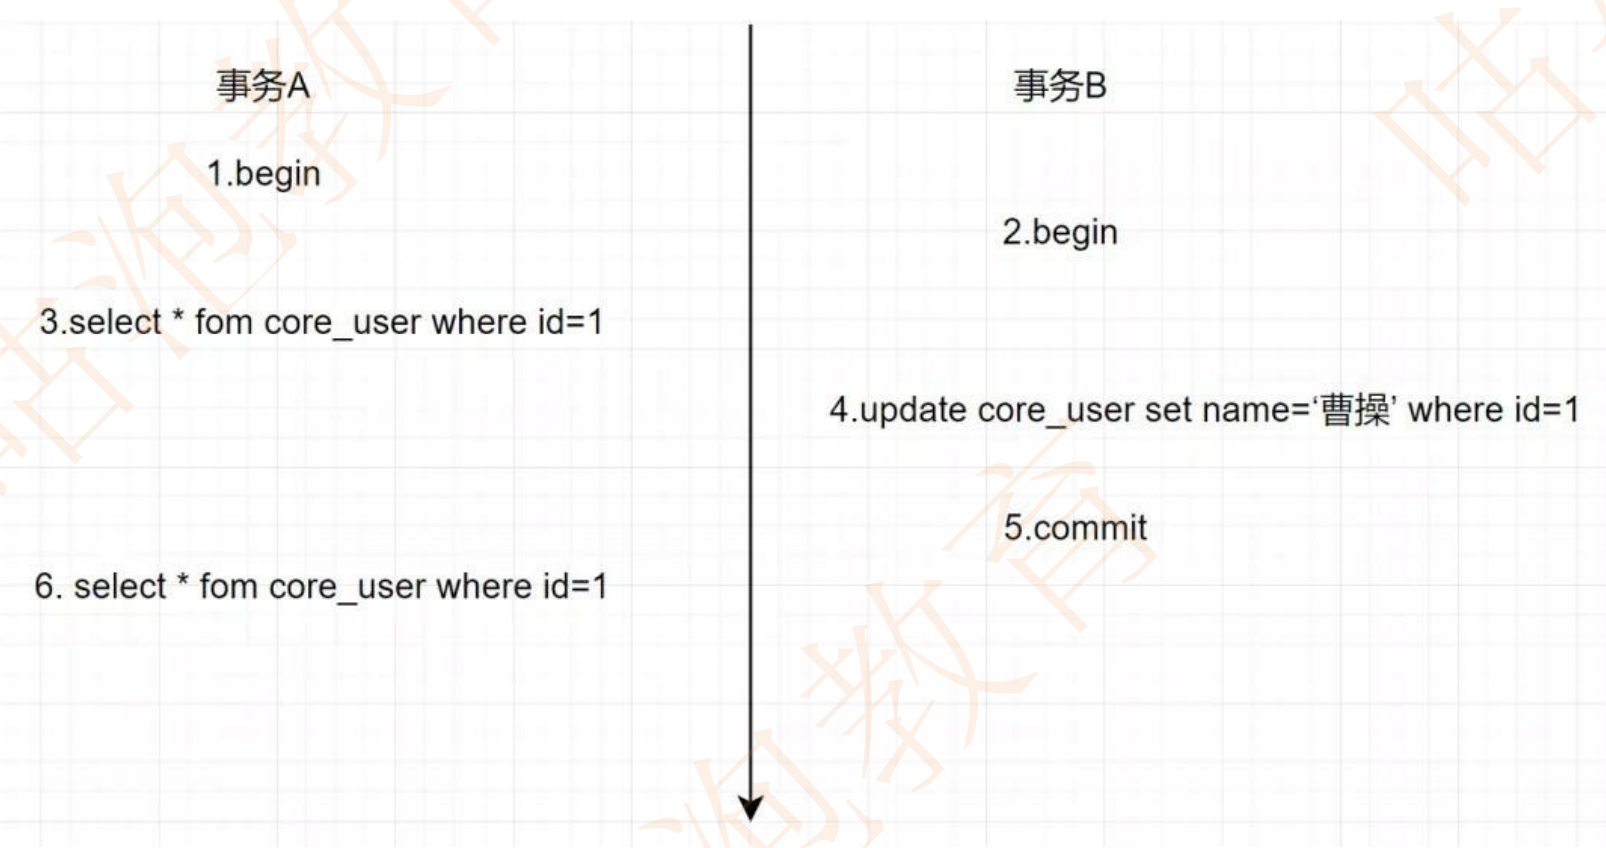 事务A
事务B
1.begin
2.begin
3.select * fom core_user where id=1
4.update core_user set name=‘曹操’ where id=1
5.commit
6. select * fom core_user where id=1
咕泡教育
咕泡教育